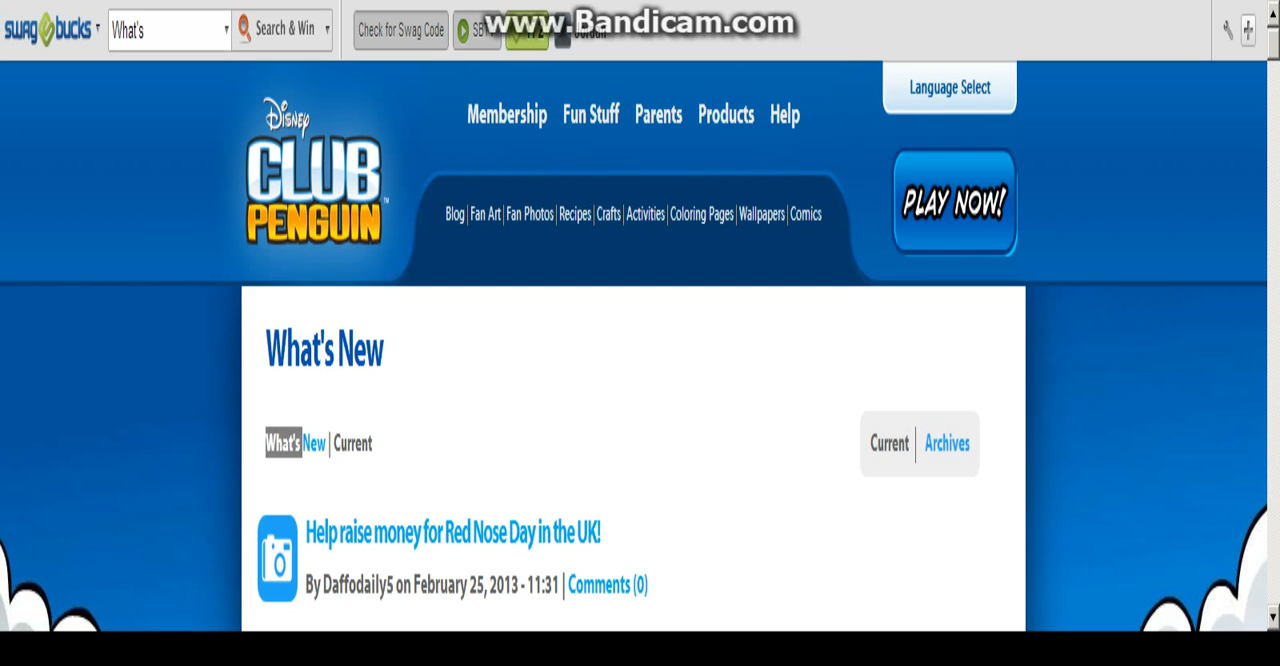 www.Bandicam.com
swagbucks What's Search & Win Check for Swag Code SB
Language Select
Membership Fun Stuff Parents Products Help
Disney
CLUB
PENGUIN
TM
PLAY NOW!
Blog | Fan Art | Fan Photos | Recipes | Crafts | Activities | Coloring Pages | Wallpapers | Comics
What's New
What's New | Current
Current | Archives
Help raise money for Red Nose Day in the UK!
By Daffodaily5 on February 25, 2013 - 11:31 | Comments (0)